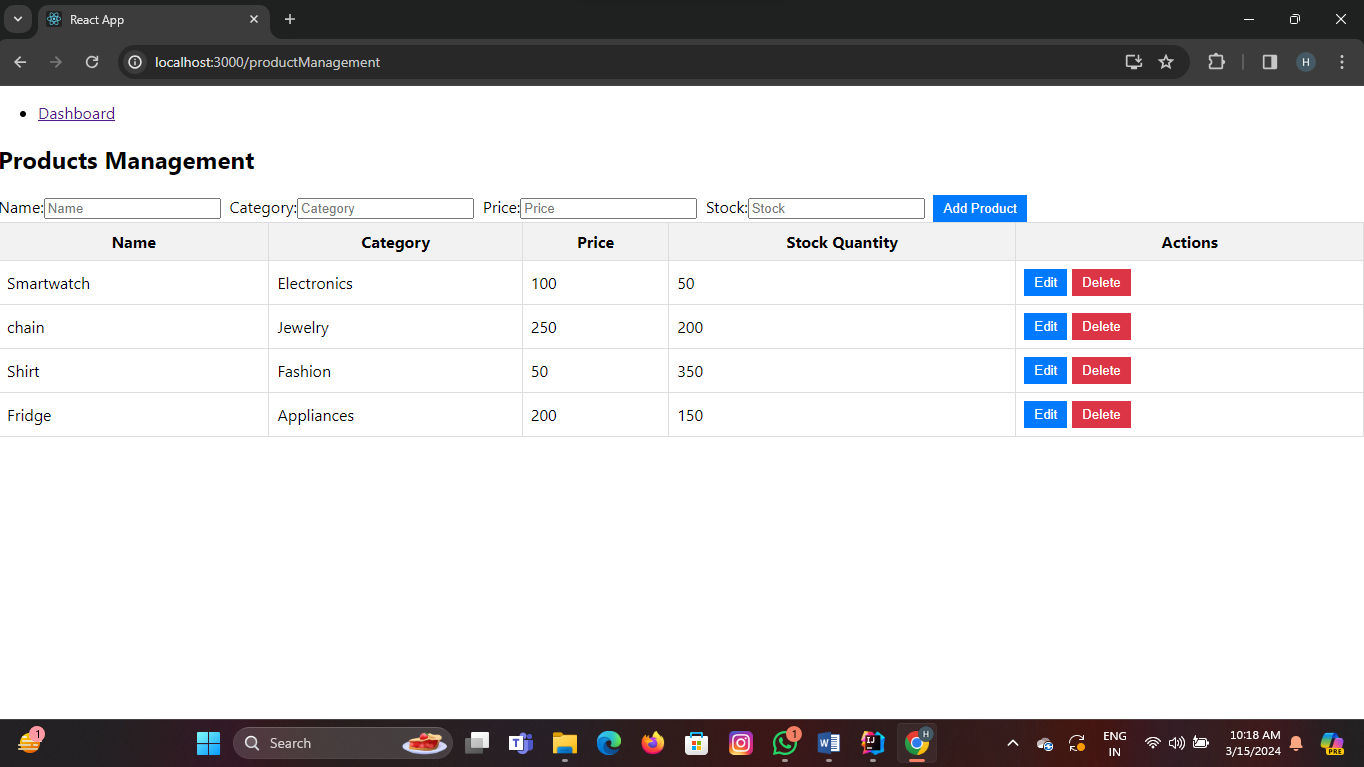 React App
localhost:3000/productManagement
H
Dashboard
Products Management
Name: Name Category: Category Price: Price Stock: Stock Add Product
Name Category Price Stock Quantity Actions
Smartwatch Electronics 100 50 Edit Delete
chain Jewelry 250 200 Edit Delete
Shirt Fashion 50 350 Edit Delete
Fridge Appliances 200 150 Edit Delete
1 Search T 1 W IJ H ENG 10:18 AM PRE
IN 3/15/2024